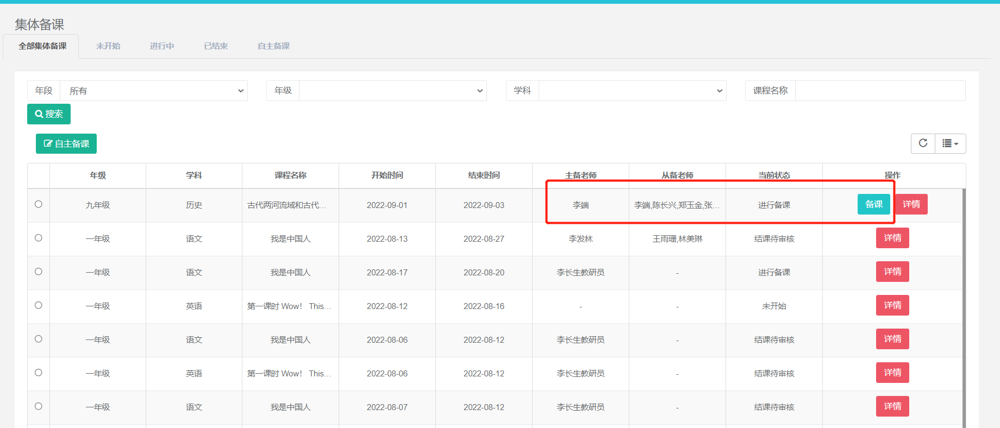 集体备课
全部集体备课 未开始 进行中 已结束 自主备课
年段 所有 年级 学科 课程名称
搜索
自主备课
年级 学科 课程名称 开始时间 结束时间 主备老师 从备老师 当前状态 操作
九年级 历史 古代两河流域和古代... 2022-09-01 2022-09-03 李端 李端,陈长兴,郑玉金,张... 进行备课 备课 详情
一年级 语文 我是中国人 2022-08-13 2022-08-27 李发林 王雨珊,林美琳 结课待审核 详情
一年级 语文 我是中国人 2022-08-17 2022-08-20 李长生教研员 - 进行备课 详情
一年级 英语 第一课时 Wow！ This... 2022-08-12 2022-08-16 - - 未开始 详情
一年级 语文 我是中国人 2022-08-06 2022-08-12 李长生教研员 - 结课待审核 详情
一年级 英语 第一课时 Wow！ This... 2022-08-06 2022-08-12 李长生教研员 - 结课待审核 详情
一年级 语文 我是中国人 2022-08-07 2022-08-12 李长生教研员 - 结课待审核 详情